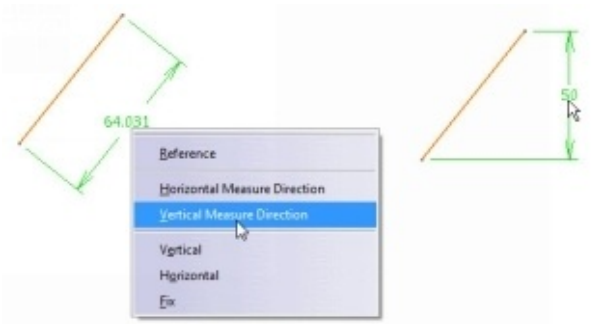 64.031
50
Reference
Horizontal Measure Direction
Vertical Measure Direction
Vertical
Horizontal
Fix